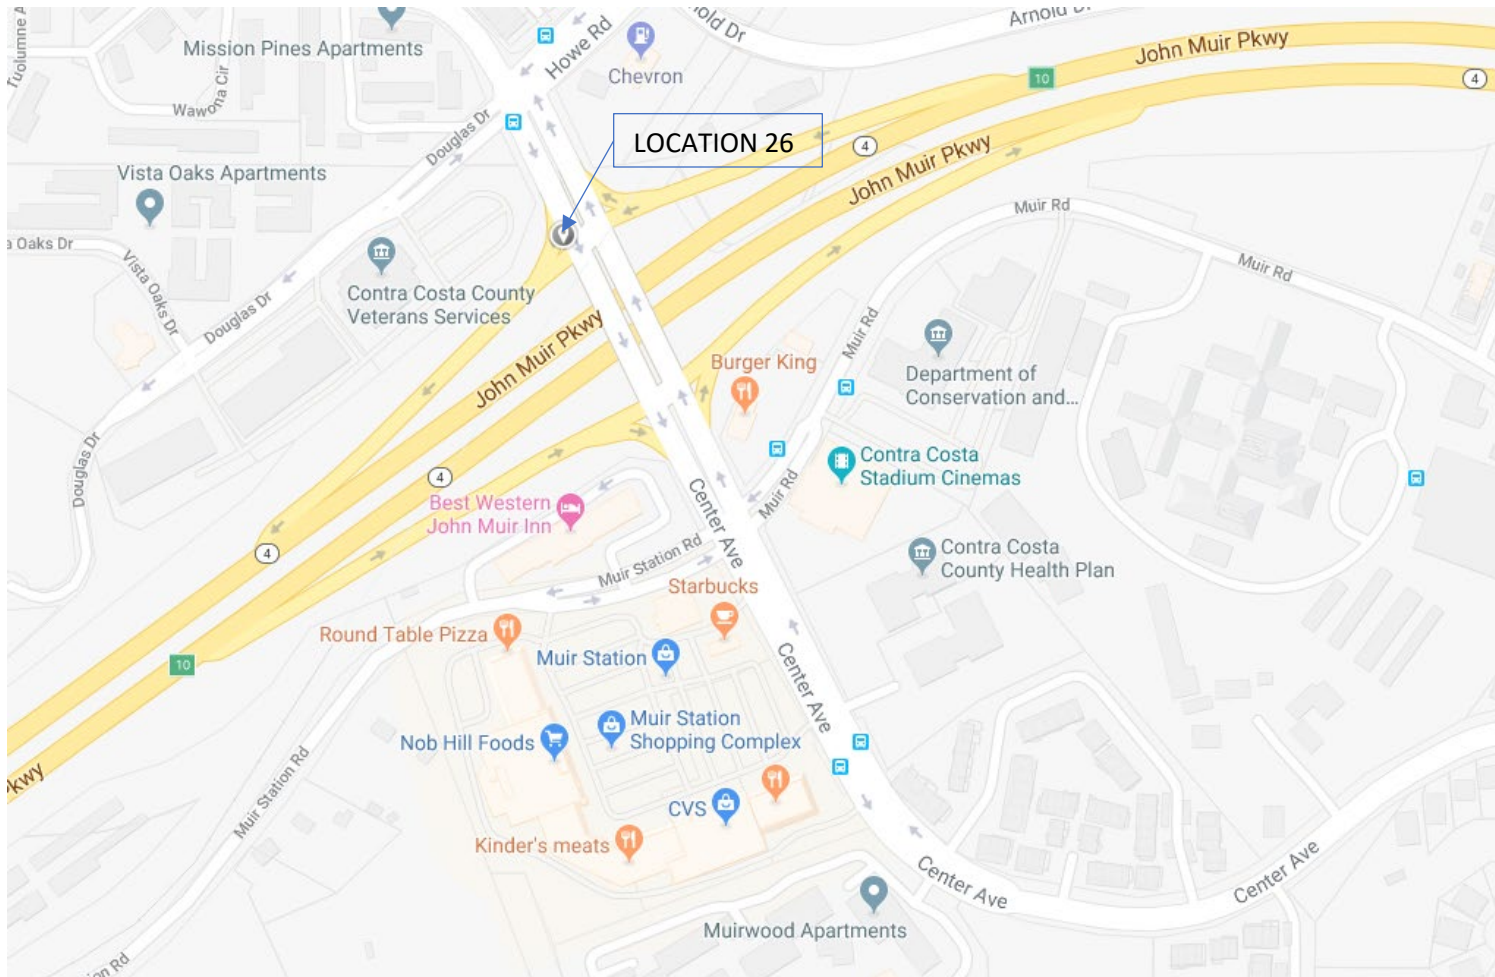 Tuolumne A
Mission Pines Apartments
Howe Rd
Arnold Dr
Chevron
John Muir Pkwy
10
4
Wawona Cir
Douglas Dr
LOCATION 26
4
John Muir Pkwy
Vista Oaks Apartments
Muir Rd
a Oaks Dr
Vista Oaks Dr
Muir Rd
Contra Costa County
Veterans Services
Douglas Dr
John Muir Pkwy
Muir Rd
Burger King
Department of
Conservation and...
Douglas Dr
Contra Costa
Stadium Cinemas
4
Best Western
John Muir Inn
Center Ave
Muir Rd
4
Muir Station Rd
Contra Costa
County Health Plan
Starbucks
Round Table Pizza
Muir Station
10
Center Ave
Muir Station
Shopping Complex
Nob Hill Foods
Pkwy
Muir Station Rd
CVS
Kinder's meats
Center Ave
Center Ave
Muirwood Apartments
on Rd